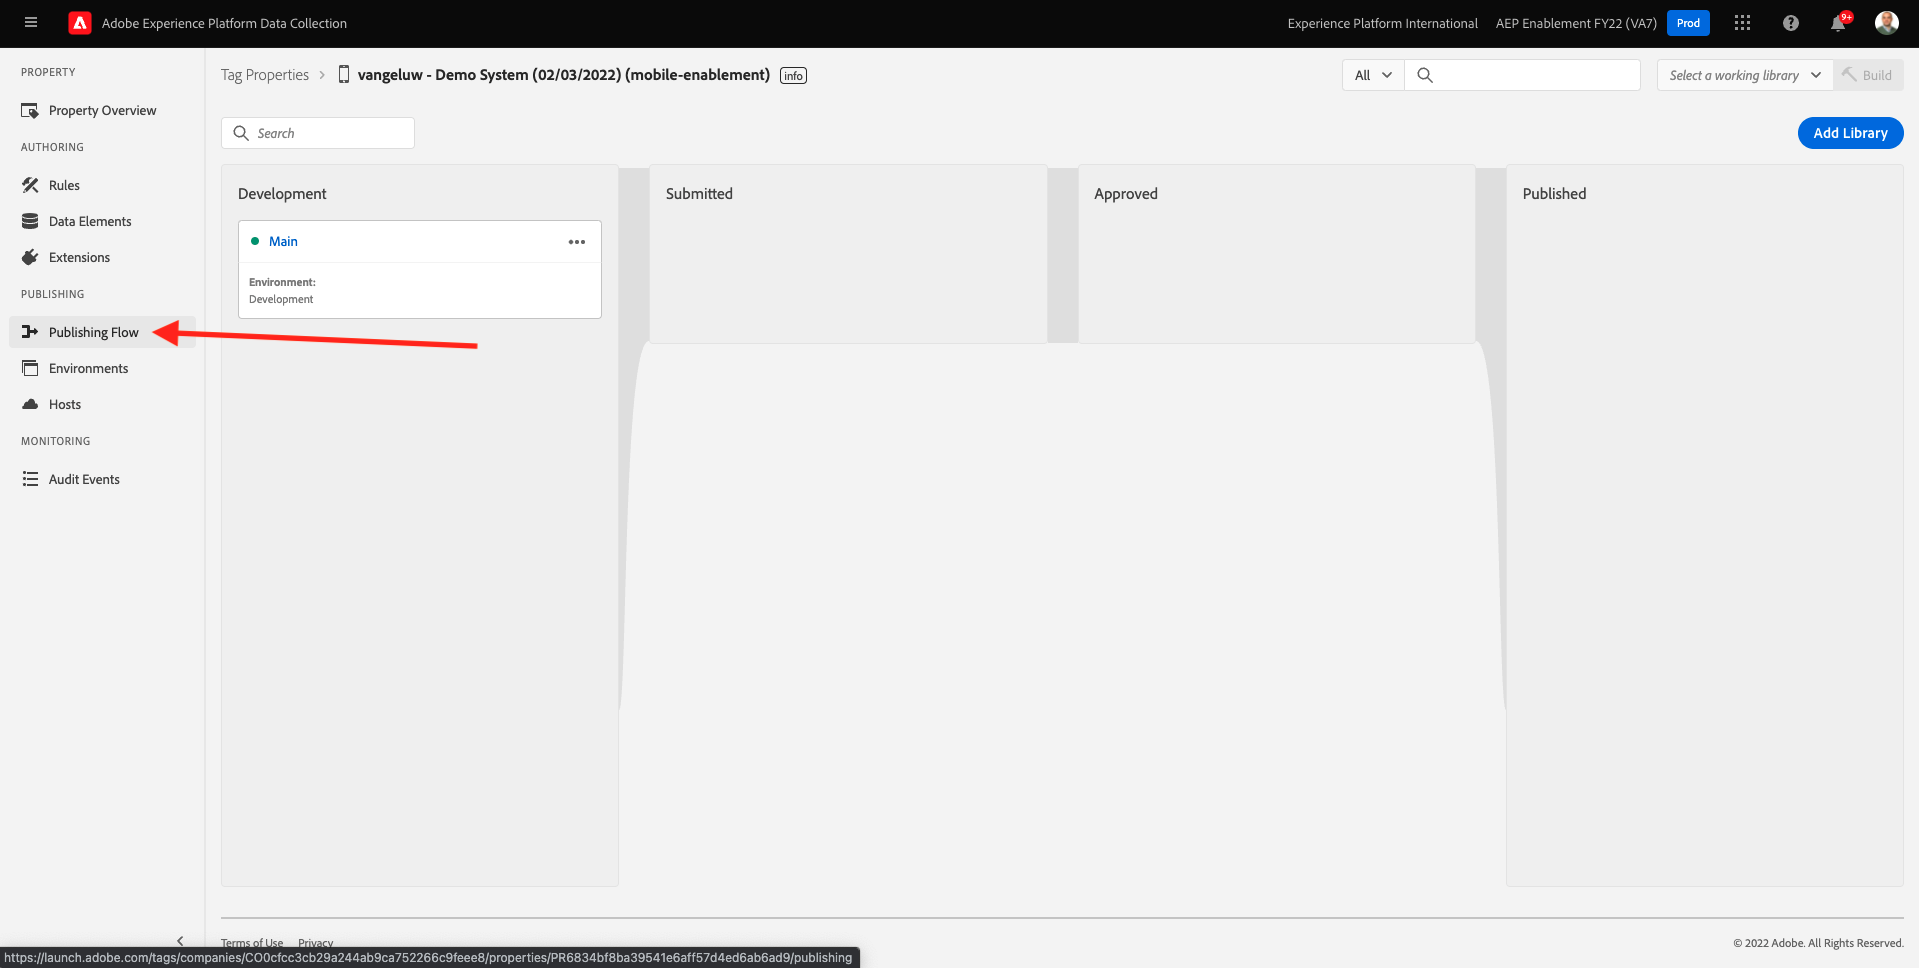 Adobe Experience Platform Data Collection
Experience Platform International
AEP Enablement FY22 (VA7)
Prod
9+
PROPERTY
Property Overview
AUTHORING
Rules
Data Elements
Extensions
PUBLISHING
Publishing Flow
Environments
Hosts
MONITORING
Audit Events
Tag Properties > vangeluw - Demo System (02/03/2022) (mobile-enablement) info
All
Select a working library
Build
Search
Add Library
Development
Main
Environment:
Development
Submitted
Approved
Published
Terms of Use Privacy
© 2022 Adobe. All Rights Reserved.
https://launch.adobe.com/tags/companies/CO0cfcc3cb29a244ab9ca752266c9feee8/properties/PR6834bf8ba39541e6aff57d4ed6ab6ad9/publishing